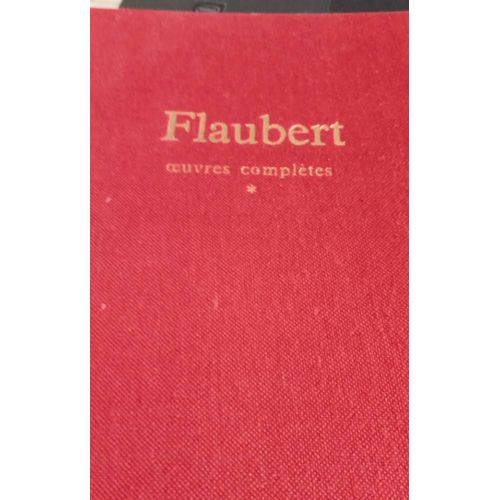 Flaubert
œuvres complètes
*